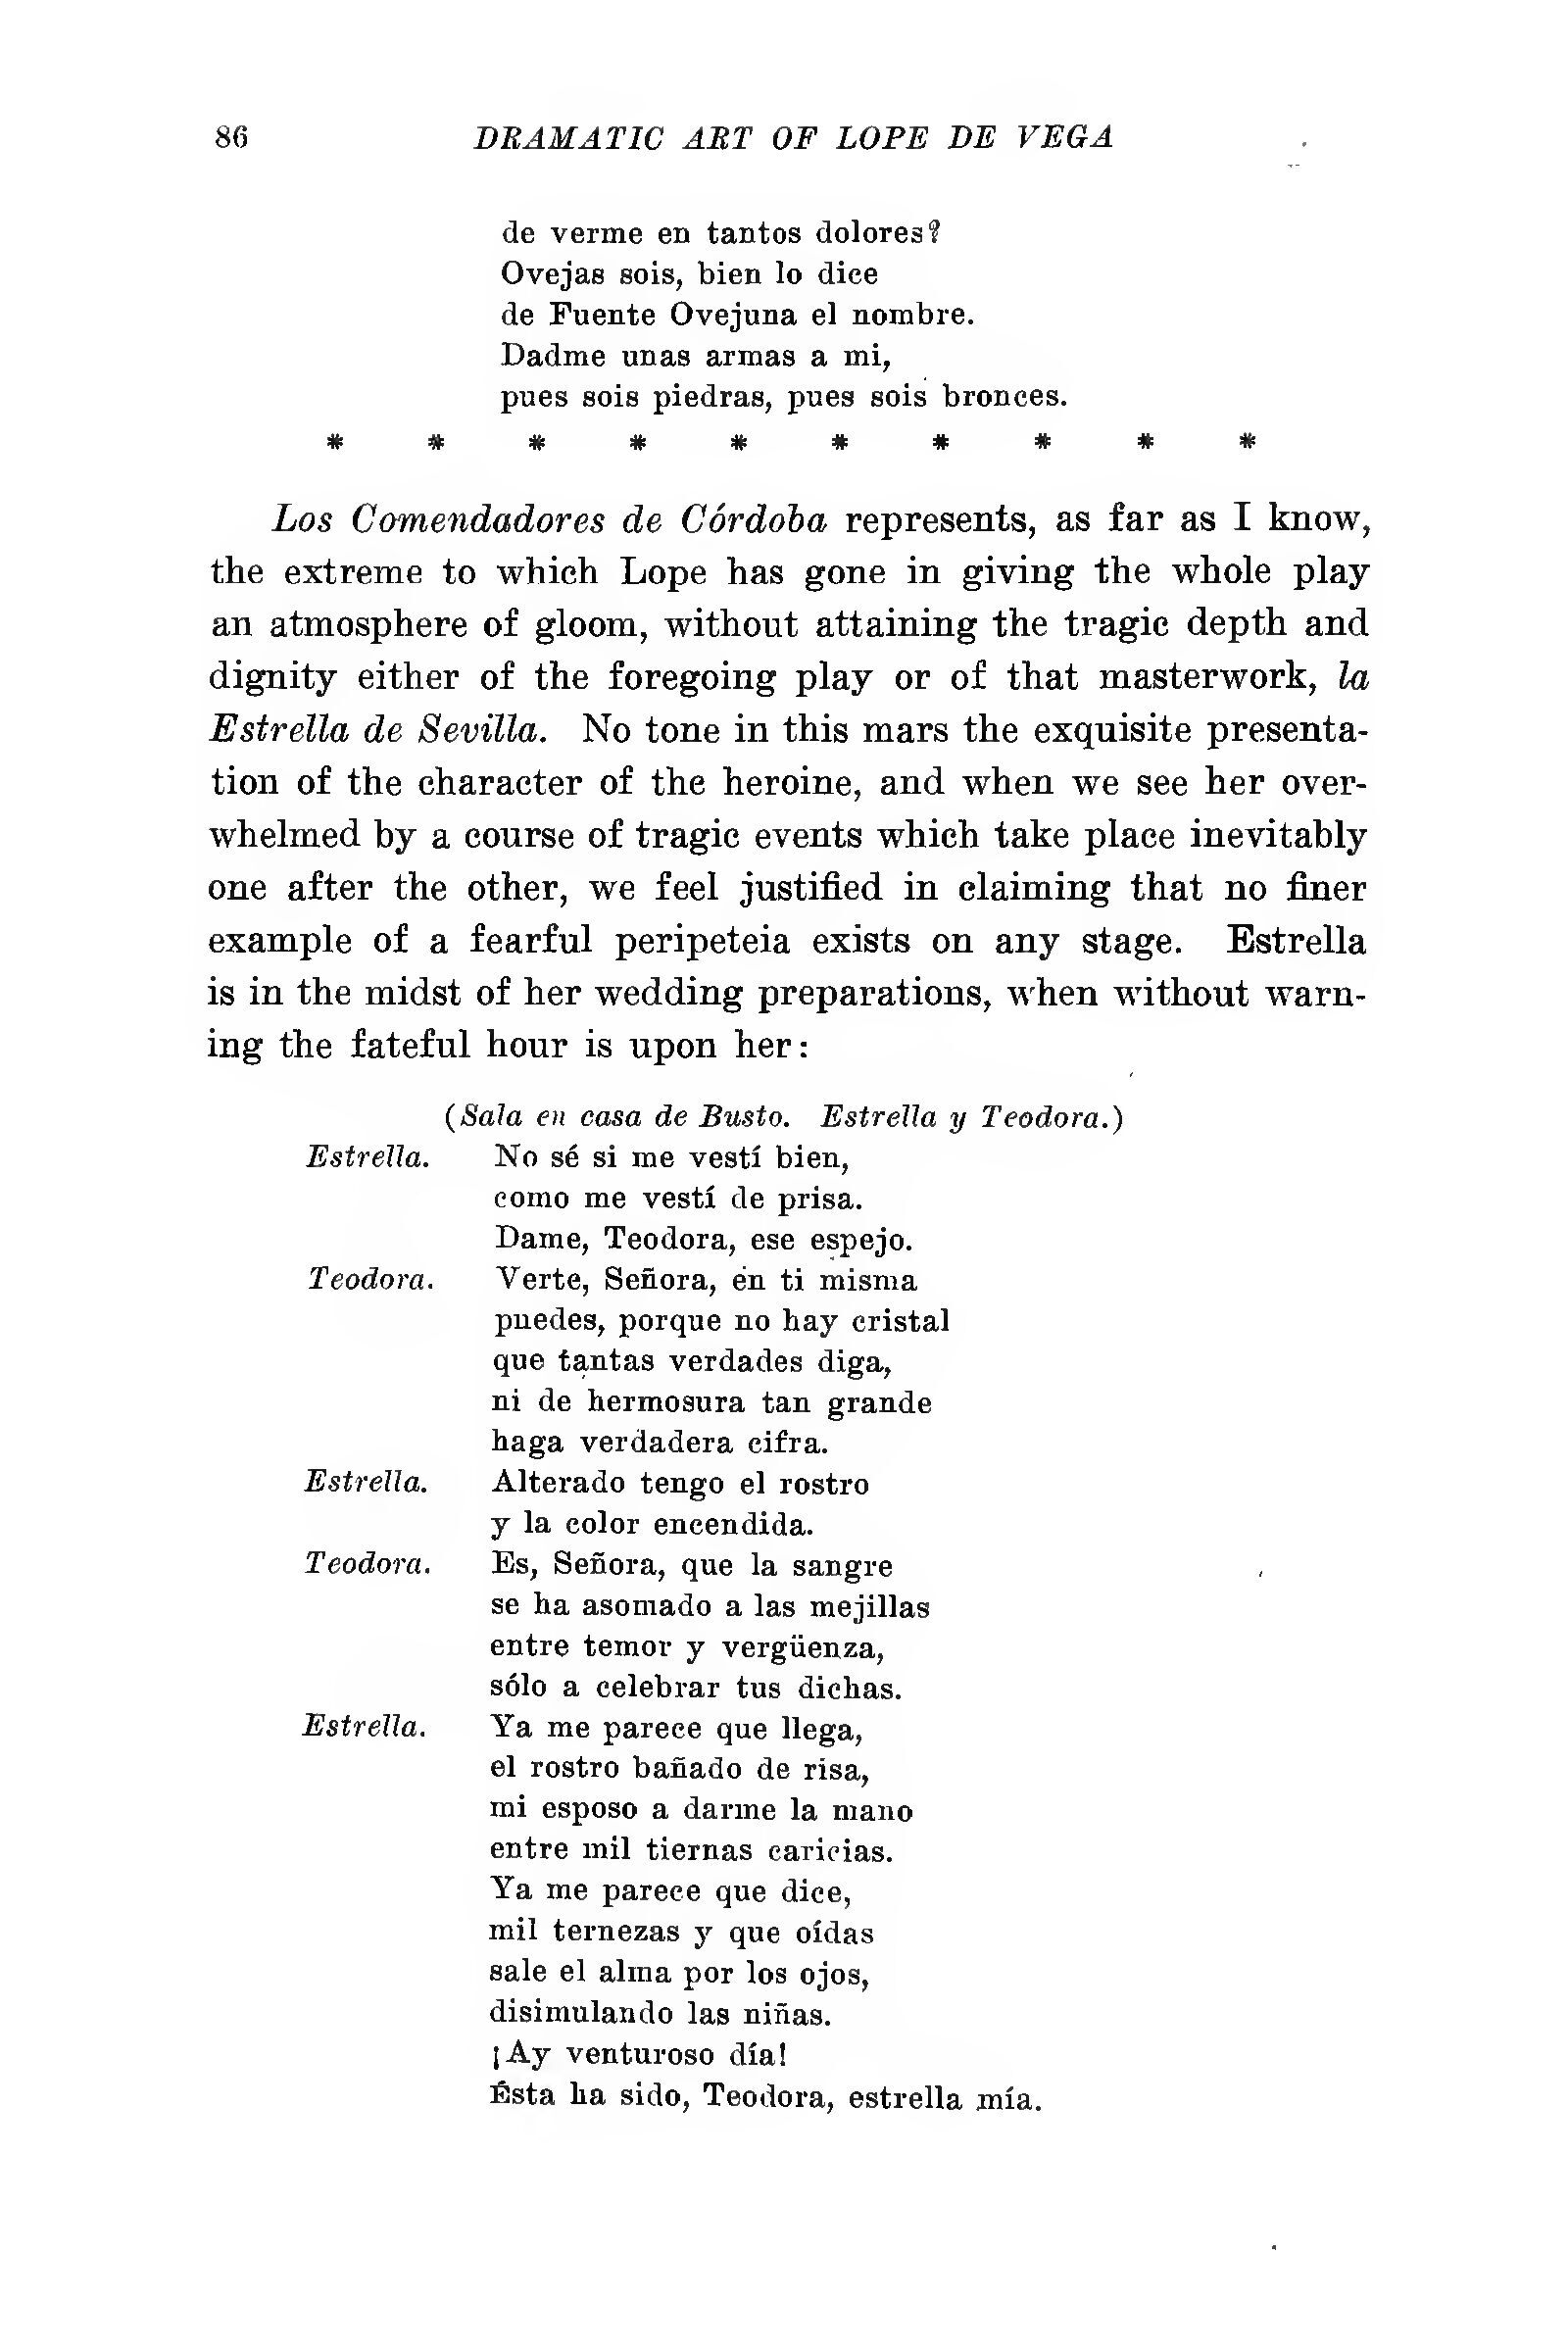 86 DRAMATIC ART OF LOPE DE VEGA
de verme en tantos dolores?
Ovejas sois, bien lo dice
de Fuente Ovejuna el nombre.
Dadme unas armas a mi,
pues sois piedras, pues sois bronces.
* * * * * * * * * *
Los Comendadores de Córdoba represents, as far as I know,
the extreme to which Lope has gone in giving the whole play
an atmosphere of gloom, without attaining the tragic depth and
dignity either of the foregoing play or of that masterwork, la
Estrella de Sevilla. No tone in this mars the exquisite presenta-
tion of the character of the heroine, and when we see her over-
whelmed by a course of tragic events which take place inevitably
one after the other, we feel justified in claiming that no finer
example of a fearful peripeteia exists on any stage. Estrella
is in the midst of her wedding preparations, when without warn-
ing the fateful hour is upon her:
(Sala en casa de Busto. Estrella y Teodora.)
Estrella. No sé si me vestí bien,
como me vestí de prisa.
Dame, Teodora, ese espejo.
Teodora. Verte, Señora, en ti misma
puedes, porque no hay cristal
que tantas verdades diga,
ni de hermosura tan grande
haga verdadera cifra.
Estrella. Alterado tengo el rostro
y la color encendida.
Teodora. Es, Señora, que la sangre
se ha asomado a las mejillas
entre temor y vergüenza,
sólo a celebrar tus dichas.
Estrella. Ya me parece que llega,
el rostro bañado de risa,
mi esposo a darme la mano
entre mil tiernas caricias.
Ya me parece que dice,
mil ternezas y que oídas
sale el alma por los ojos,
disimulando las niñas.
¡Ay venturoso día!
Ésta ha sido, Teodora, estrella mía.